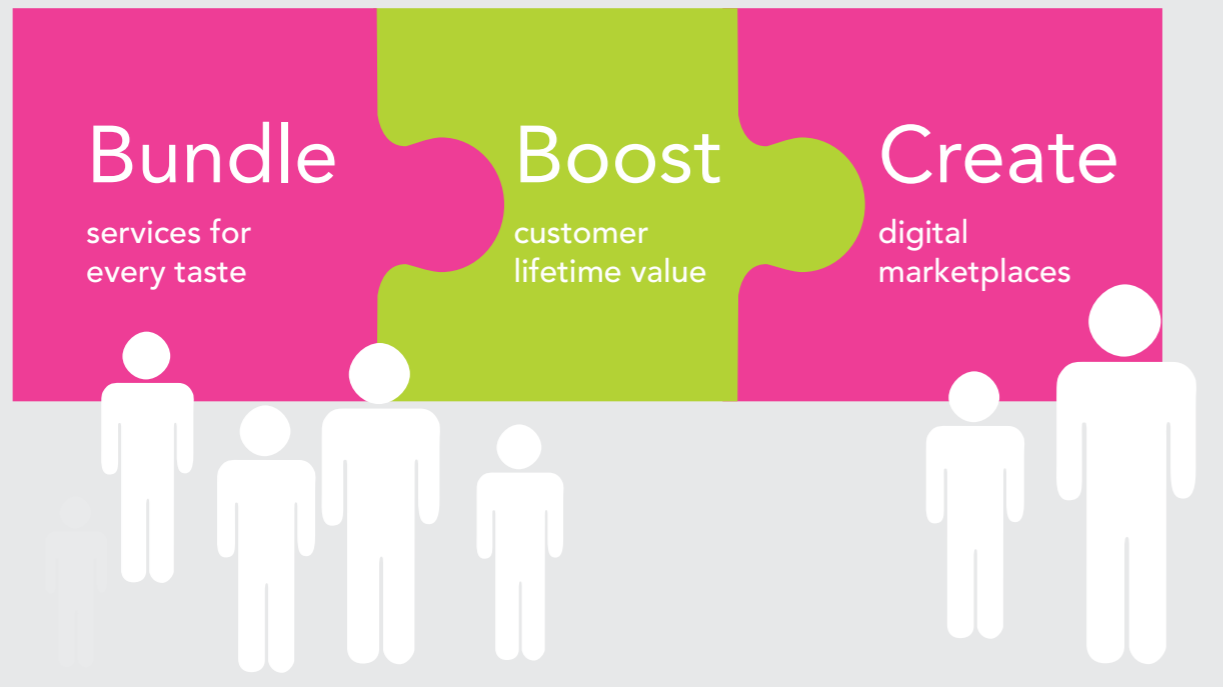 Bundle
services for
every taste
Boost
customer
lifetime value
Create
digital
marketplaces